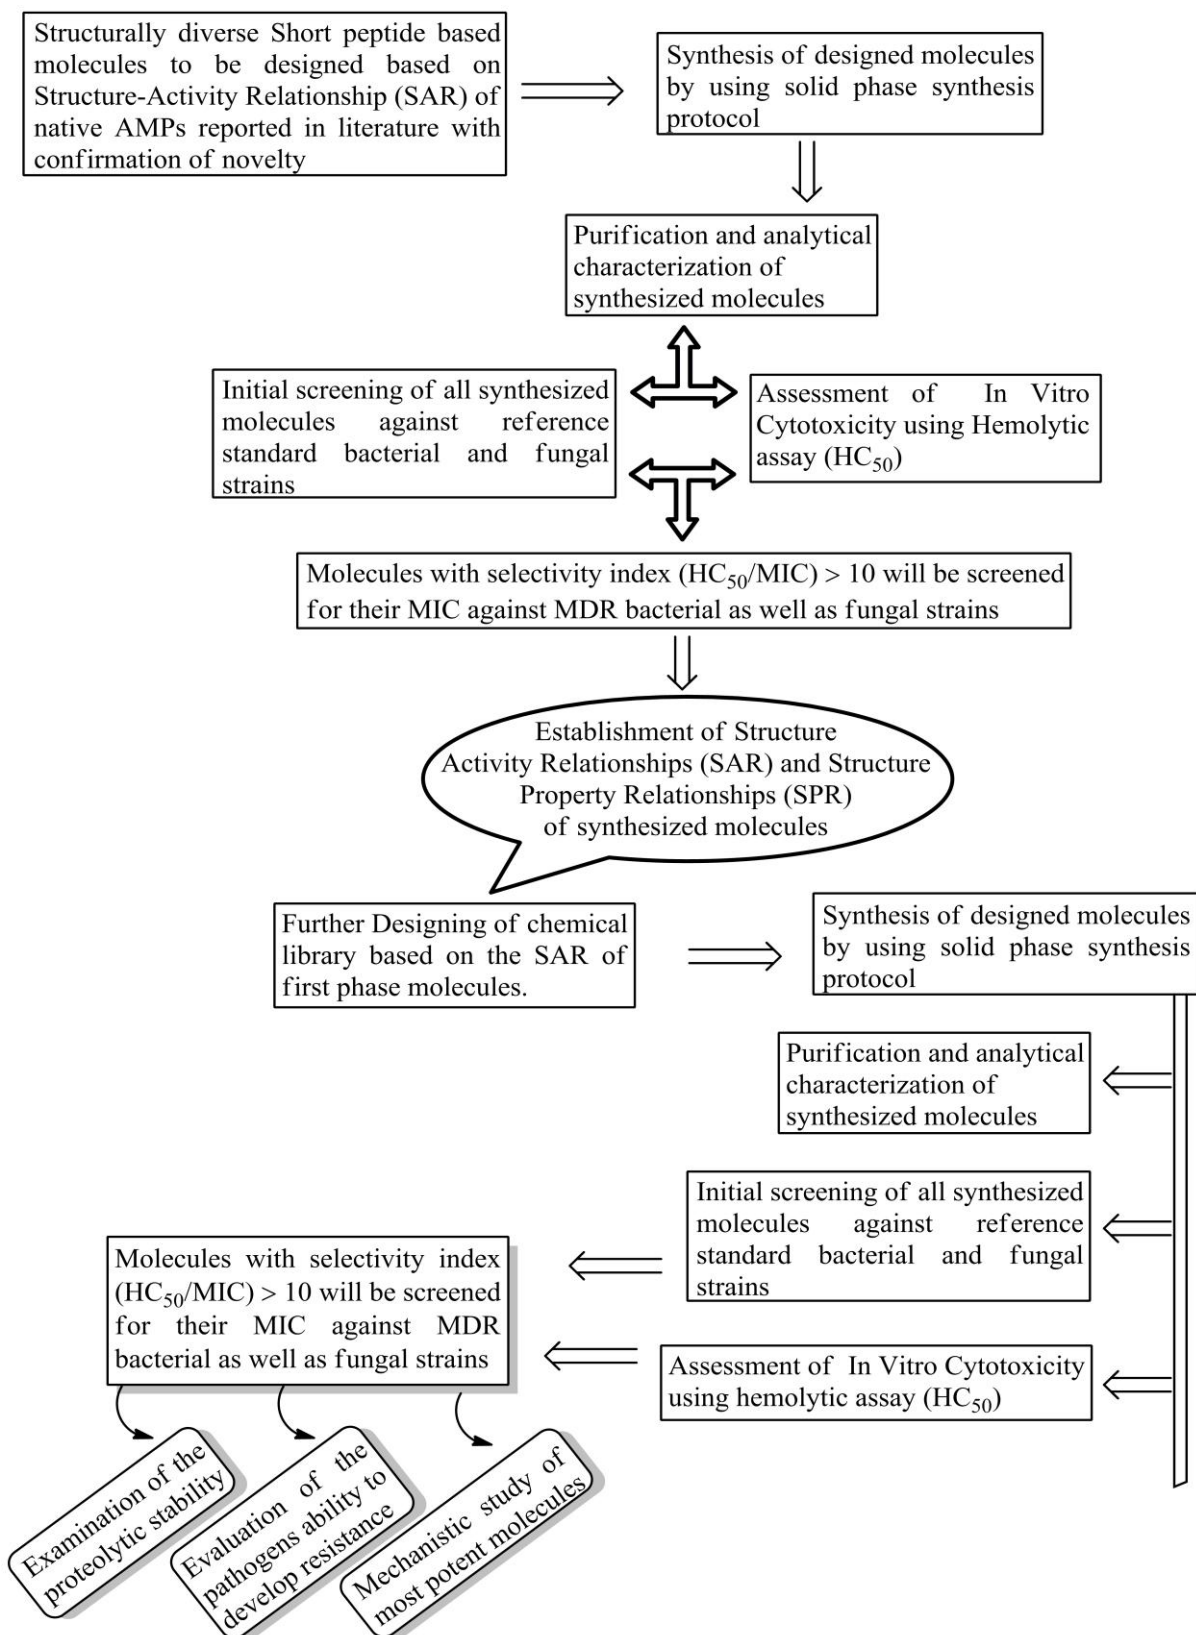 Structurally diverse Short peptide based
molecules to be designed based on
Structure-Activity Relationship (SAR) of
native AMPs reported in literature with
confirmation of novelty
Synthesis of designed molecules
by using solid phase synthesis
protocol
Purification and analytical
characterization of
synthesized molecules
Initial screening of all synthesized
molecules against reference
standard bacterial and fungal
strains
Assessment of In Vitro
Cytotoxicity using Hemolytic
assay (HC50)
Molecules with selectivity index (HC50/MIC) > 10 will be screened
for their MIC against MDR bacterial as well as fungal strains
Establishment of Structure
Activity Relationships (SAR) and Structure
Property Relationships (SPR)
of synthesized molecules
Further Designing of chemical
library based on the SAR of
first phase molecules.
Synthesis of designed molecules
by using solid phase synthesis
protocol
Purification and analytical
characterization of
synthesized molecules
Initial screening of all synthesized
molecules against reference
standard bacterial and fungal
strains
Assessment of In Vitro Cytotoxicity
using hemolytic assay (HC50)
Molecules with selectivity index
(HC50/MIC) > 10 will be screened
for their MIC against MDR
bacterial as well as fungal strains
Examination of the
proteolytic stability
Evaluation of the
pathogens ability to
develop resistance
Mechanistic study of
most potent molecules